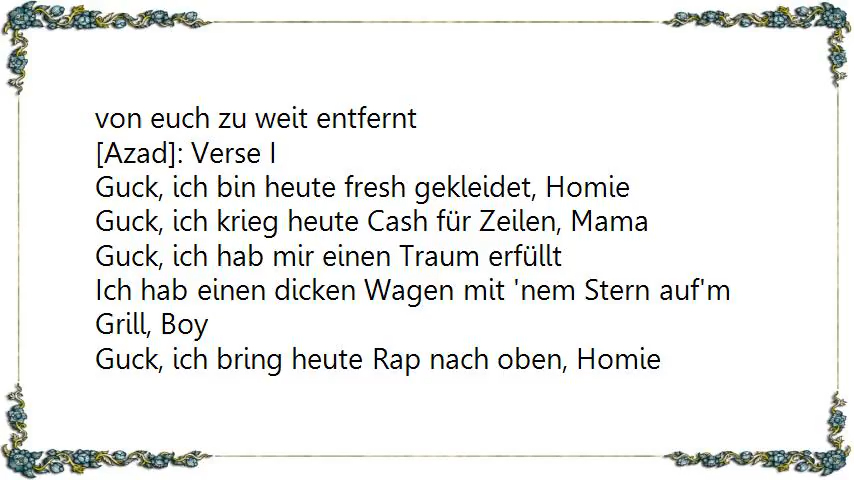 von euch zu weit entfernt
[Azad]: Verse I
Guck, ich bin heute fresh gekleidet, Homie
Guck, ich krieg heute Cash für Zeilen, Mama
Guck, ich hab mir einen Traum erfüllt
Ich hab einen dicken Wagen mit 'nem Stern auf'm
Grill, Boy
Guck, ich bring heute Rap nach oben, Homie